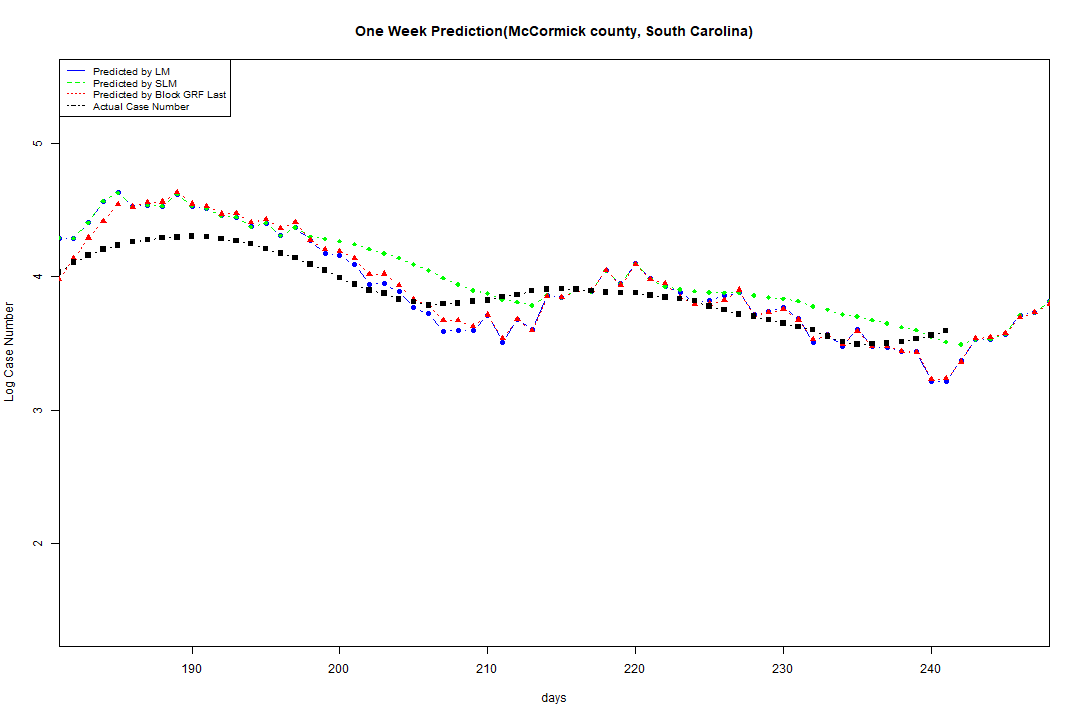 One Week Prediction(McCormick county, South Carolina)
Predicted by LM
Predicted by SLM
Predicted by Block GRF Last
Actual Case Number
5
4
3
2
Log Case Number
190 200 210 220 230 240
days